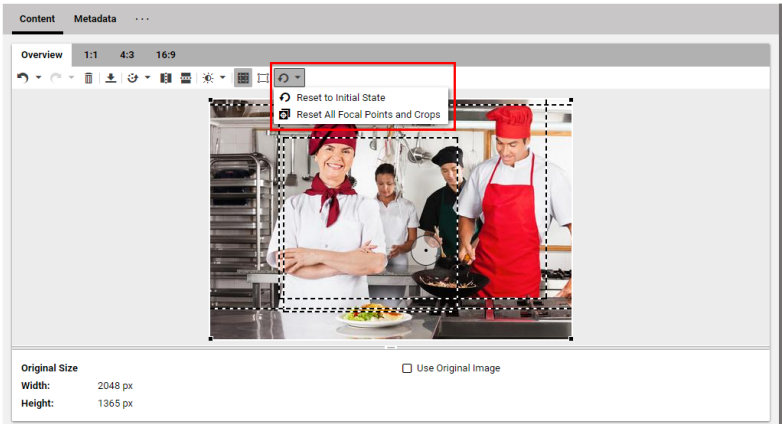 Content Metadata ···
Overview 1:1 4:3 16:9
Reset to Initial State
Reset All Focal Points and Crops
Original Size
Use Original Image
Width: 2048 px
Height: 1365 px